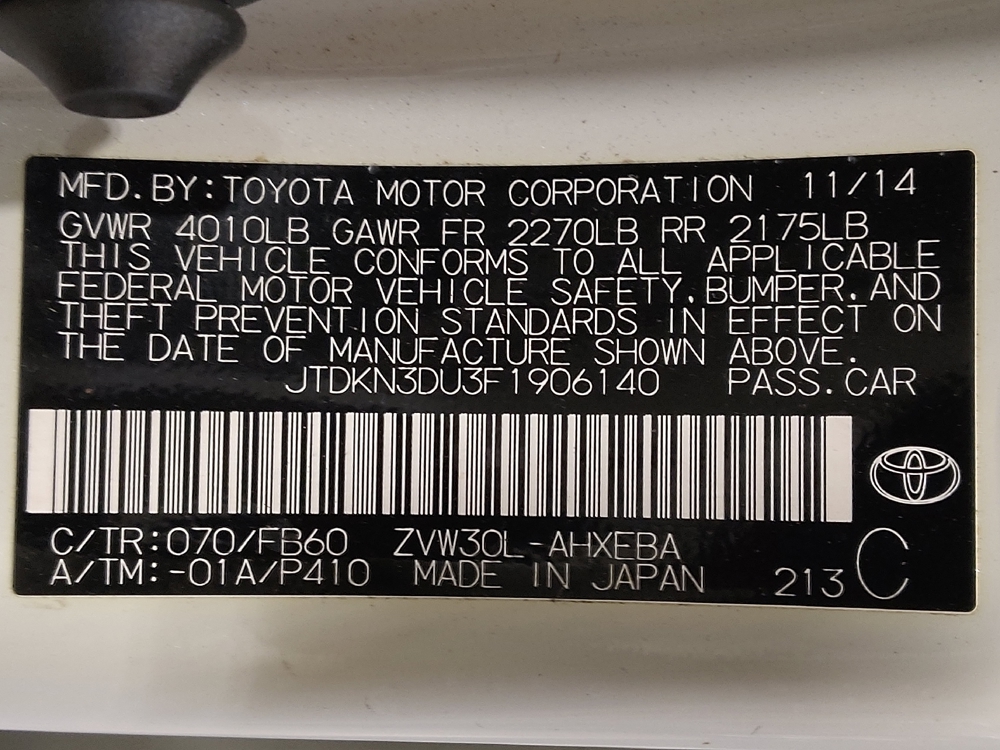 MFD.BY:TOYOTA MOTOR CORPORATION 11/14
GVWR 4010LB GAWR FR 2270LB RR 2175LB
THIS VEHICLE CONFORMS TO ALL APPLICABLE
FEDERAL MOTOR VEHICLE SAFETY,BUMPER,AND
THEFT PREVENTION STANDARDS IN EFFECT ON
THE DATE OF MANUFACTURE SHOWN ABOVE.
JTDKN3DU3F1906140 PASS.CAR
C/TR:070/FB60 ZVW30L-AHXEBA
A/TM:-01A/P410 MADE IN JAPAN 213 C